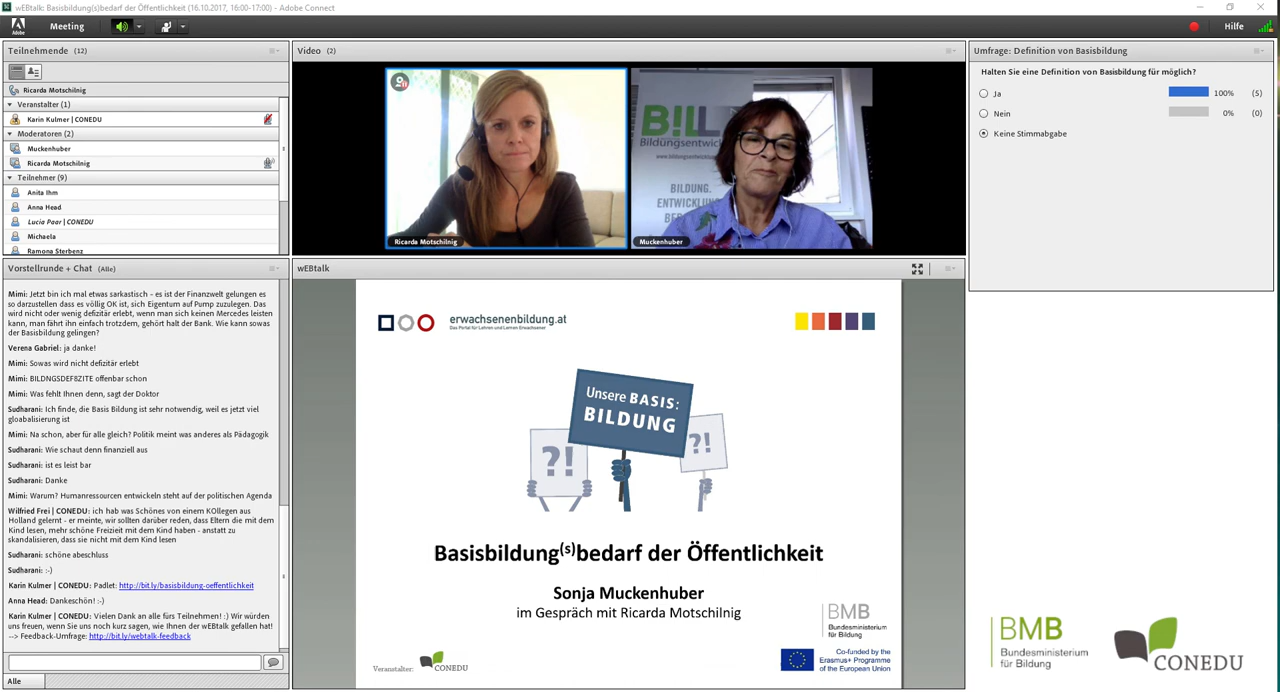 wEBtalk: Basisbildung(s)bedarf der Öffentlichkeit (16.10.2017, 16:00-17:00) - Adobe Connect
Adobe
Meeting
Hilfe
Teilnehmende (12)
Ricarda Motschilnig
Veranstalter (1)
Karin Kulmer | CONEDU
Moderatoren (2)
Muckenhuber
Ricarda Motschilnig
Teilnehmer (9)
Anita Ihm
Anna Head
Lucia Paar | CONEDU
Michaela
Ramona Sterbenz
Vorstellrunde + Chat (Alle)
Mimi: Jetzt bin ich mal etwas sarkastisch - es ist der Finanzwelt gelungen es
so darzustellen dass es völlig OK ist, sich Eigentum auf Pump zuzulegen. Das
wird nicht oder wenig defizitär erlebt, wenn man sich keinen Mercedes leisten
kann, man fährt ihn einfach trotzdem, gehört halt der Bank. Wie kann sowas
der Basisbildung gelingen?
Verena Gabriel: ja danke!
Mimi: Sowas wird nicht defizitär erlebt
Mimi: BILDNGSDEF8ZITE offenbar schon
Mimi: Was fehlt Ihnen denn, sagt der Doktor
Sudharani: Ich finde, die Basis Bildung ist sehr notwendig, weil es jetzt viel
gloabalisierung ist
Mimi: Na schon, aber für alle gleich? Politik meint was anderes als Pädagogik
Sudharani: Wie schaut denn finanziell aus
Sudharani: ist es leist bar
Sudharani: Danke
Mimi: Warum? Humanressourcen entwickeln steht auf der politischen Agenda
Wilfried Frei | CONEDU: ich hab was Schönes von einem KOllegen aus
Holland gelernt - er meinte, wir sollten darüber reden, dass Eltern die mit dem
Kind lesen, mehr schöne Freizieit mit dem Kind haben - anstatt zu
skandalisieren, dass sie nicht mit dem Kind lesen
Sudharani: schöne abeschluss
Sudharani: :-)
Karin Kulmer | CONEDU: Padlet: http://bit.ly/basisbildung-oeffentlichkeit
Anna Head: Dankeschön! :-)
Karin Kulmer | CONEDU: Vielen Dank an alle fürs Teilnehmen! :) Wir würden
uns freuen, wenn Sie uns noch kurz sagen, wie Ihnen der wEBtalk gefallen hat!
--> Feedback-Umfrage: http://bit.ly/webtalk-feedback
Alle
Video (2)
Ricarda Motschilnig
B!LL
Bildungsentwick
BILDUNG.
ENTWICKLU
BE
Muckenhuber
wEBtalk
erwachsenenbildung.at
Das Portal für Lehren und Lernen Erwachsener
Unsere BASIS:
BILDUNG
?!
?!
Basisbildung(s)bedarf der Öffentlichkeit
Sonja Muckenhuber
im Gespräch mit Ricarda Motschilnig
BMB
Bundesministerium
für Bildung
Veranstalter:
CONEDU
Co-funded by the
Erasmus+ Programme
of the European Union
Umfrage: Definition von Basisbildung
Halten Sie eine Definition von Basisbildung für möglich?
Ja 100% (5)
Nein 0% (0)
Keine Stimmabgabe
BMB
Bundesministerium
für Bildung
CONEDU